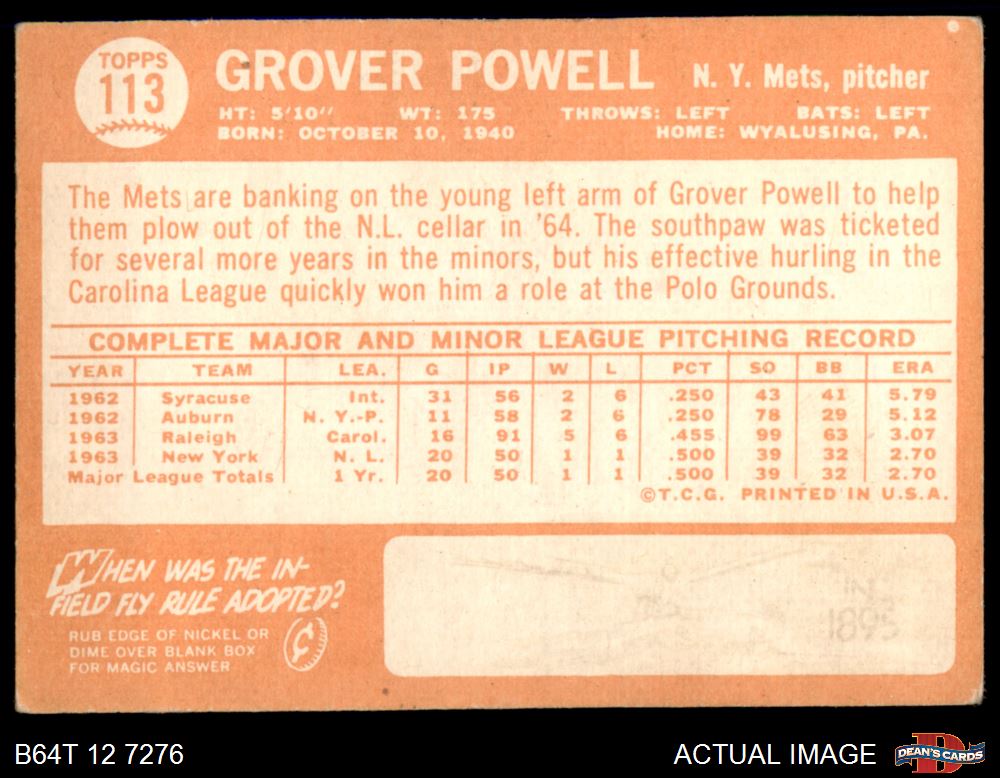 TOPPS
113
GROVER POWELL N. Y. Mets, pitcher
HT: 5'10" WT: 175 THROWS: LEFT BATS: LEFT
BORN: OCTOBER 10, 1940 HOME: WYALUSING, PA.
The Mets are banking on the young left arm of Grover Powell to help
them plow out of the N.L. cellar in '64. The southpaw was ticketed
for several more years in the minors, but his effective hurling in the
Carolina League quickly won him a role at the Polo Grounds.
COMPLETE MAJOR AND MINOR LEAGUE PITCHING RECORD
YEAR TEAM LEA. G IP W L PCT SO BB ERA
1962 Syracuse Int. 31 56 2 6 .250 43 41 5.79
1962 Auburn N. Y.-P. 11 58 2 6 .250 78 29 5.12
1963 Raleigh Carol. 16 91 5 6 .455 99 63 3.07
1963 New York N. L. 20 50 1 1 .500 39 32 2.70
Major League Totals 1 Yr. 20 50 1 1 .500 39 32 2.70
©T.C.G. PRINTED IN U.S.A.
WHEN WAS THE IN-
FIELD FLY RULE ADOPTED?
RUB EDGE OF NICKEL OR
DIME OVER BLANK BOX
FOR MAGIC ANSWER
¢
IN
1895
B64T 12 7276 ACTUAL IMAGE
DEAN'S CARDS